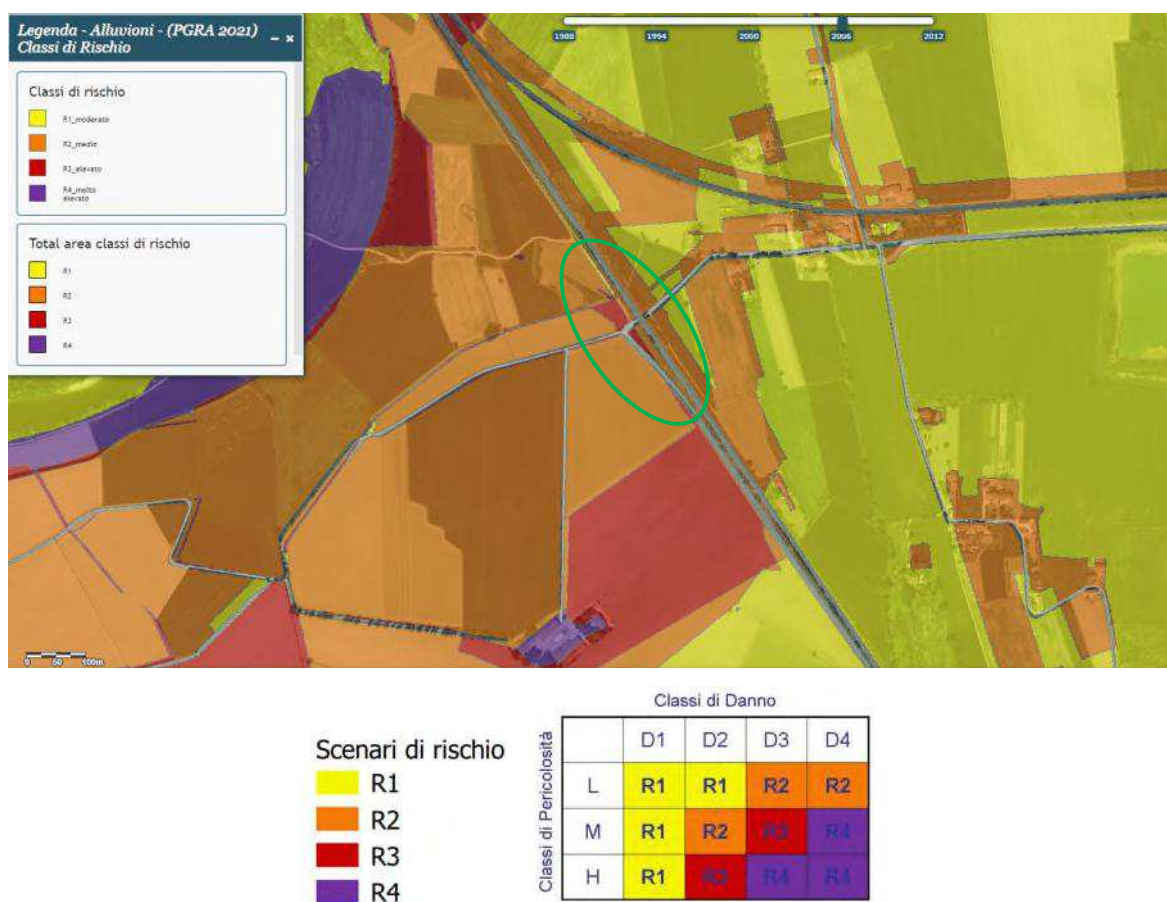 Legenda - Alluvioni - (PGRA 2021)
Classi di Rischio
Classi di rischio
R1_moderato
R2_medio
R3_elevato
R4_molto
elevato
Total area classi di rischio
R1
R2
R3
R4
1988
1994
2000
2006
2012
0 50 100m
Scenari di rischio
R1
R2
R3
R4
Classi di Danno
Classi di Pericolosità
D1 D2 D3 D4
L R1 R1 R2 R2
M R1 R2 R3 R4
H R1 R3 R4 R4